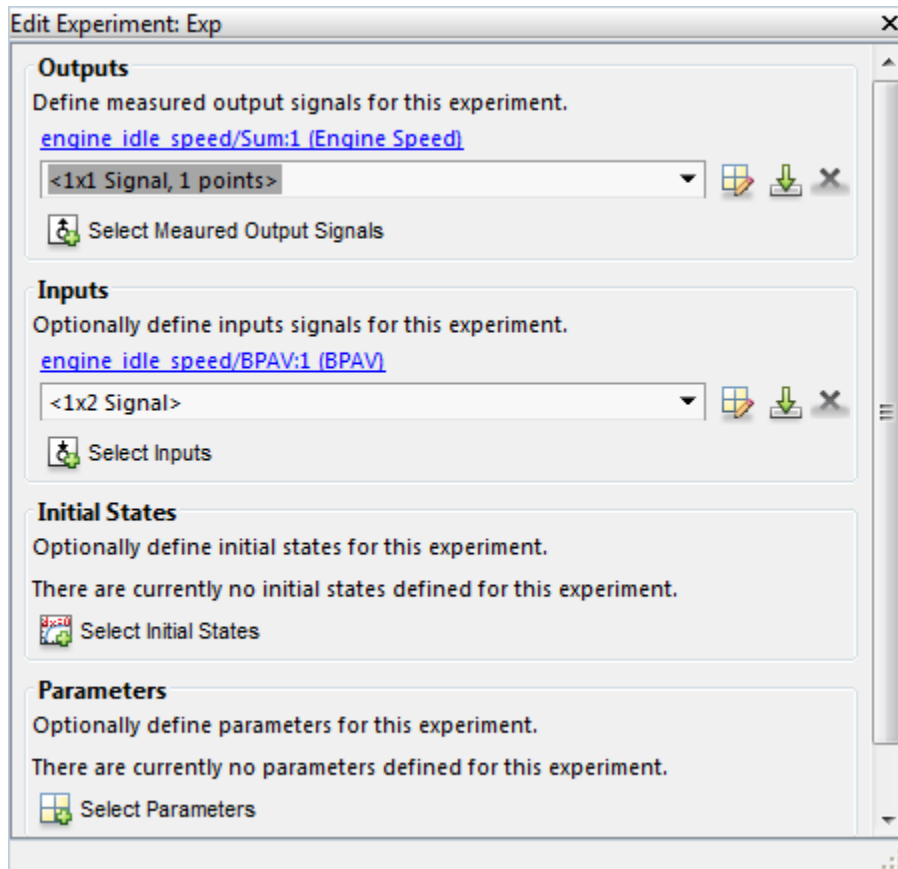 Edit Experiment: Exp
Outputs
Define measured output signals for this experiment.
engine_idle_speed/Sum:1 (Engine Speed)
<1x1 Signal, 1 points>
Select Meaured Output Signals
Inputs
Optionally define inputs signals for this experiment.
engine_idle_speed/BPAV:1 (BPAV)
<1x2 Signal>
Select Inputs
Initial States
Optionally define initial states for this experiment.
There are currently no initial states defined for this experiment.
Select Initial States
Parameters
Optionally define parameters for this experiment.
There are currently no parameters defined for this experiment.
Select Parameters